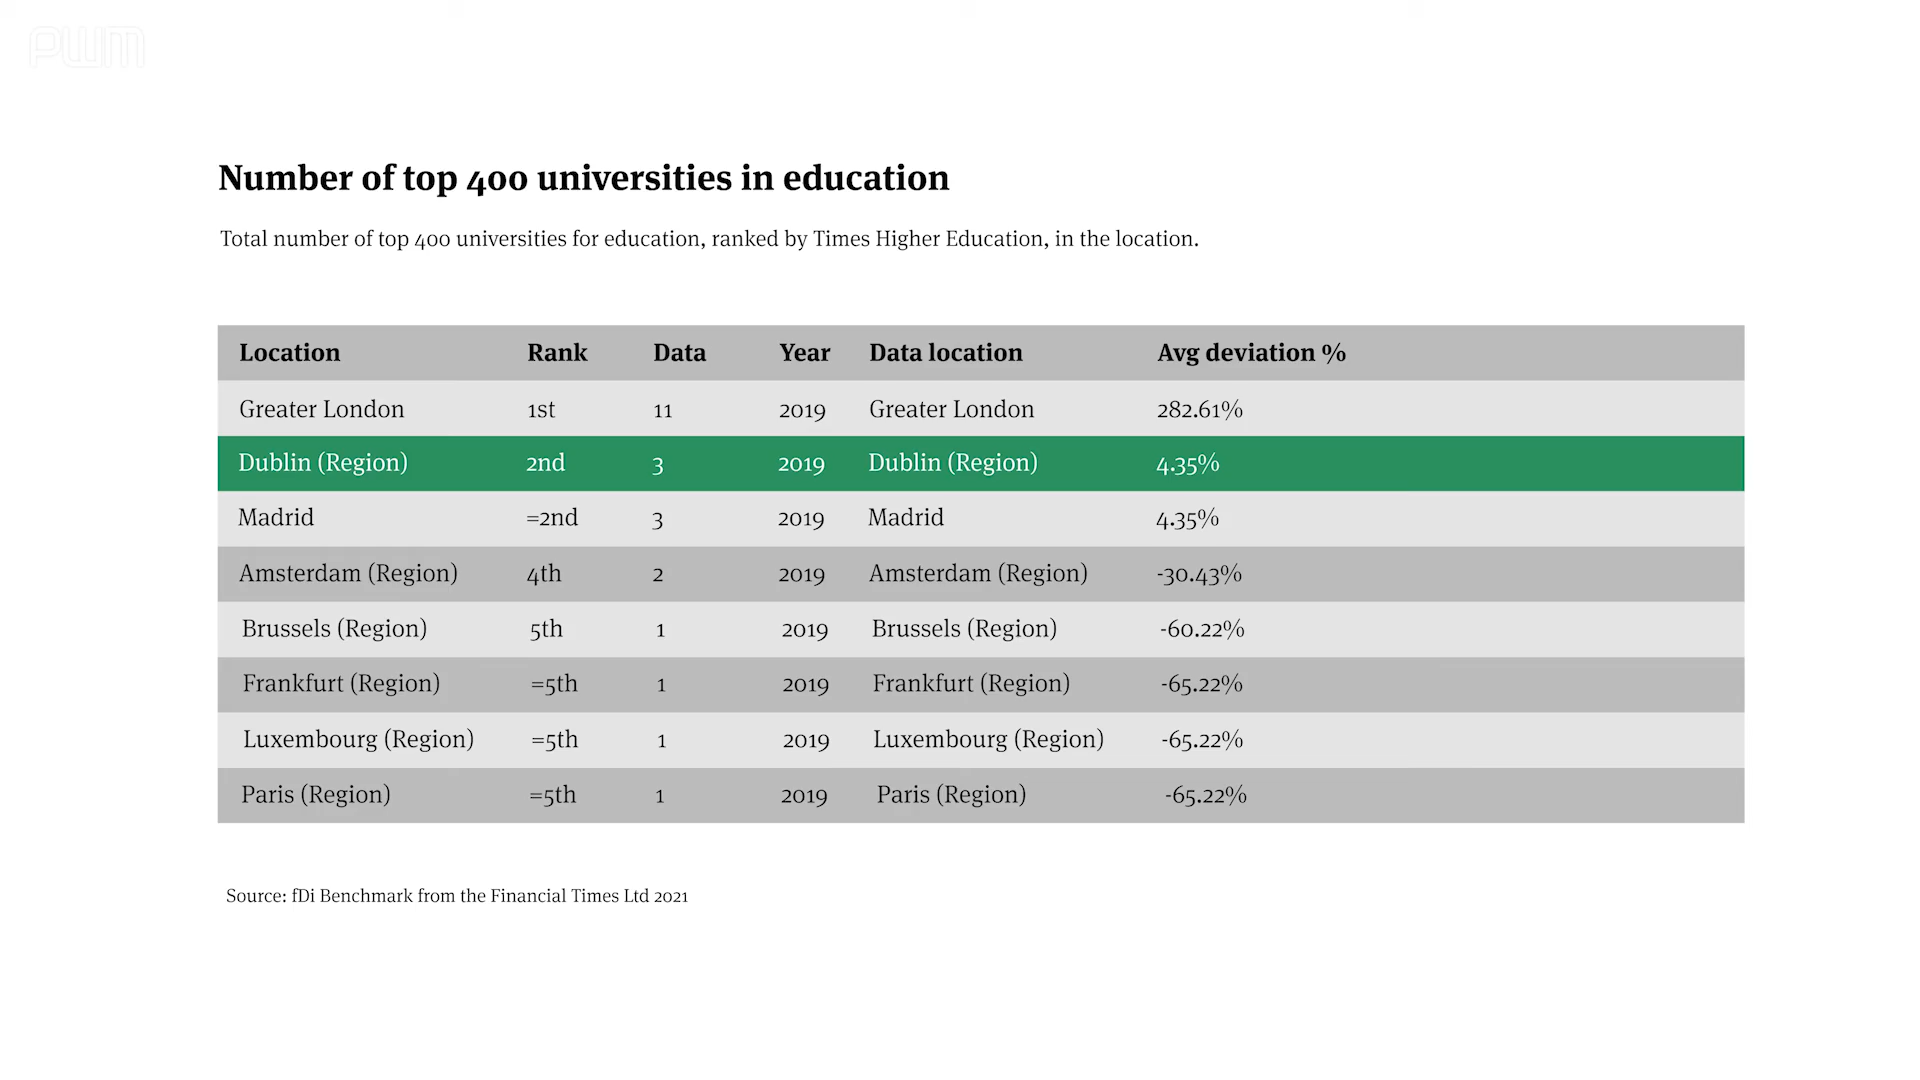 PWM
Number of top 400 universities in education
Total number of top 400 universities for education, ranked by Times Higher Education, in the location.
Location Rank Data Year Data location Avg deviation %
Greater London 1st 11 2019 Greater London 282.61%
Dublin (Region) 2nd 3 2019 Dublin (Region) 4.35%
Madrid =2nd 3 2019 Madrid 4.35%
Amsterdam (Region) 4th 2 2019 Amsterdam (Region) -30.43%
Brussels (Region) 5th 1 2019 Brussels (Region) -60.22%
Frankfurt (Region) =5th 1 2019 Frankfurt (Region) -65.22%
Luxembourg (Region) =5th 1 2019 Luxembourg (Region) -65.22%
Paris (Region) =5th 1 2019 Paris (Region) -65.22%
Source: fDi Benchmark from the Financial Times Ltd 2021